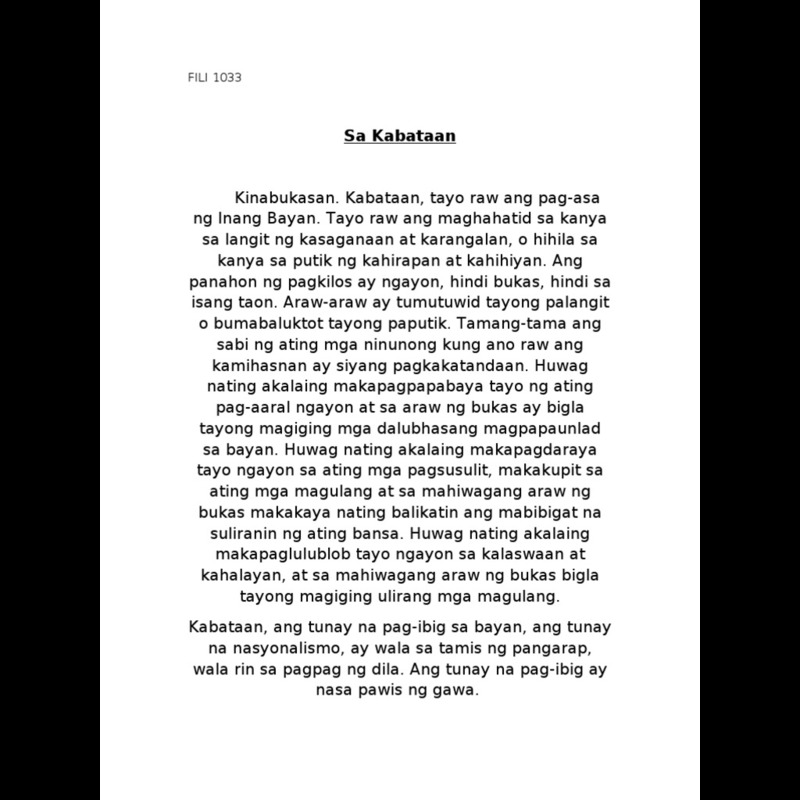 FILI 1033
Sa Kabataan
Kinabukasan. Kabataan, tayo raw ang pag-asa
ng Inang Bayan. Tayo raw ang maghahatid sa kanya
sa langit ng kasaganaan at karangalan, o hihila sa
kanya sa putik ng kahirapan at kahihiyan. Ang
panahon ng pagkilos ay ngayon, hindi bukas, hindi sa
isang taon. Araw-araw ay tumutuwid tayong palangit
o bumabaluktot tayong paputik. Tamang-tama ang
sabi ng ating mga ninunong kung ano raw ang
kamihasnan ay siyang pagkakatandaan. Huwag
nating akalaing makapagpapabaya tayo ng ating
pag-aaral ngayon at sa araw ng bukas ay bigla
tayong magiging mga dalubhasang magpapaunlad
sa bayan. Huwag nating akalaing makapagdaraya
tayo ngayon sa ating mga pagsusulit, makakupit sa
ating mga magulang at sa mahiwagang araw ng
bukas makakaya nating balikatin ang mabibigat na
suliranin ng ating bansa. Huwag nating akalaing
makapaglulublob tayo ngayon sa kalaswaan at
kahalayan, at sa mahiwagang araw ng bukas bigla
tayong magiging ulirang mga magulang.
Kabataan, ang tunay na pag-ibig sa bayan, ang tunay
na nasyonalismo, ay wala sa tamis ng pangarap,
wala rin sa pagpag ng dila. Ang tunay na pag-ibig ay
nasa pawis ng gawa.